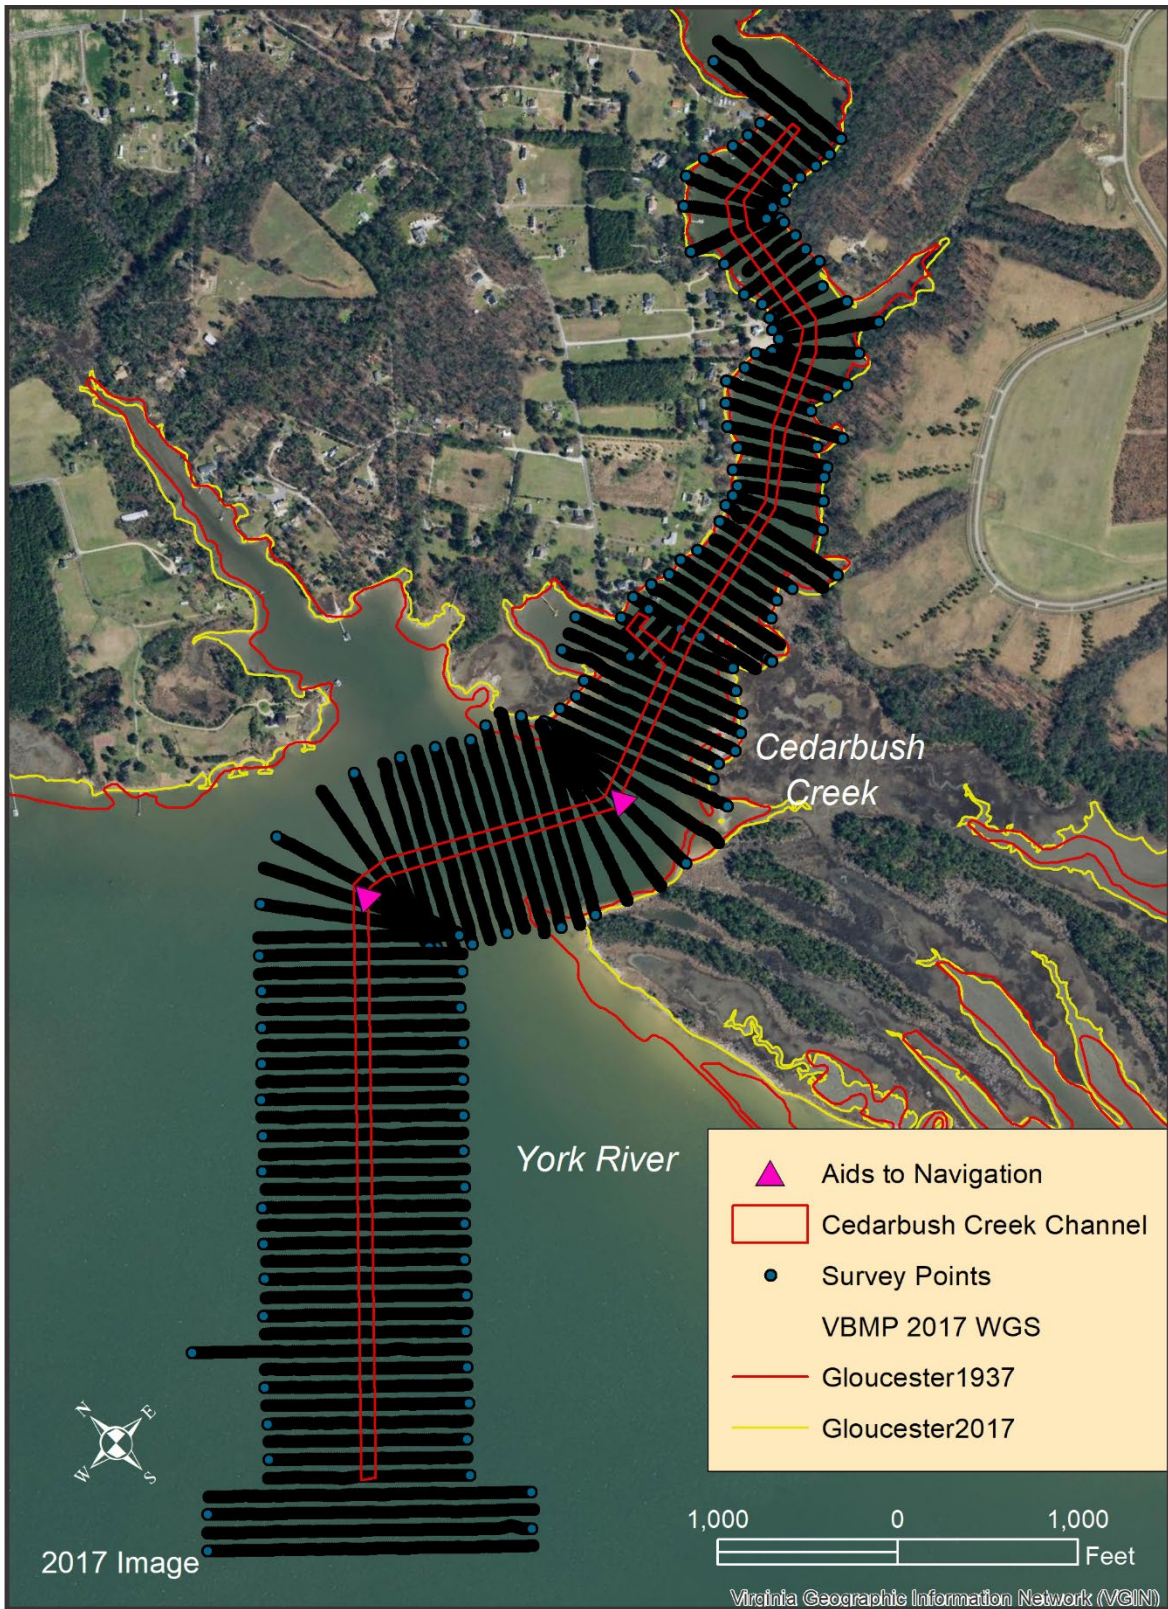 Cedarbush
Creek
York River
Aids to Navigation
Cedarbush Creek Channel
Survey Points
VBMP 2017 WGS
Gloucester1937
Gloucester2017
N
E
W
S
1,000
0
1,000
Feet
2017 Image
Virginia Geographic Information Network (VGIN)